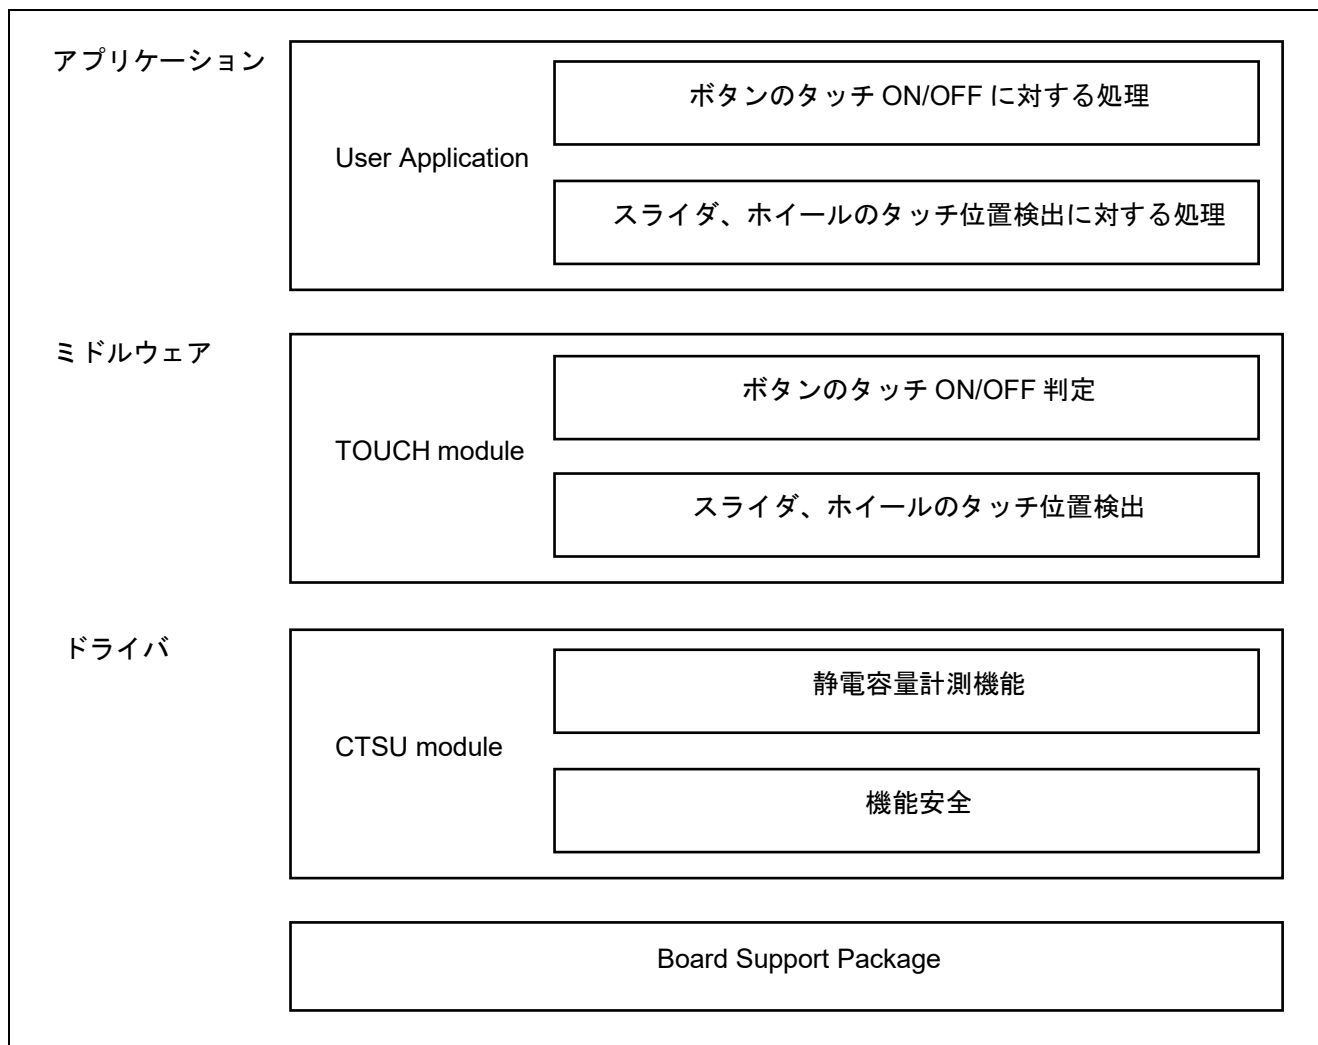 アプリケーション
User Application
ボタンのタッチ ON/OFF に対する処理
スライダ、ホイールのタッチ位置検出に対する処理
ミドルウェア
TOUCH module
ボタンのタッチ ON/OFF 判定
スライダ、ホイールのタッチ位置検出
ドライバ
CTSU module
静電容量計測機能
機能安全
Board Support Package